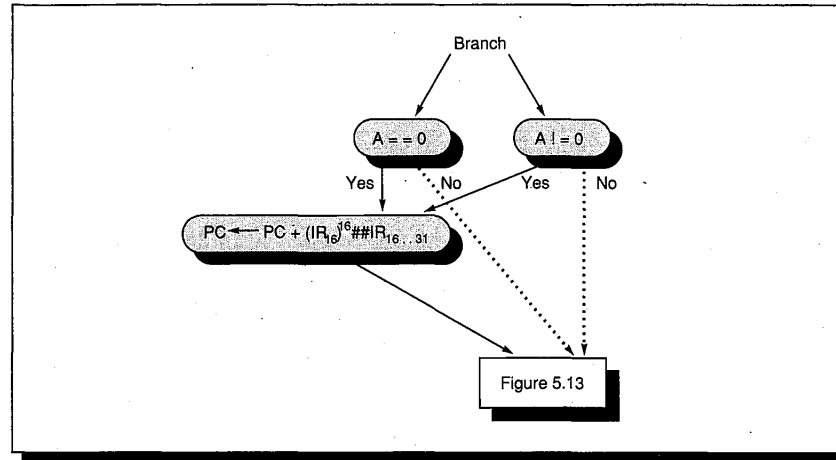 Branch
A = = 0
A ! = 0
Yes
No
Yes
No
PC ← PC + (IR₁₆)¹⁶##IR₁₆..₃₁
Figure 5.13